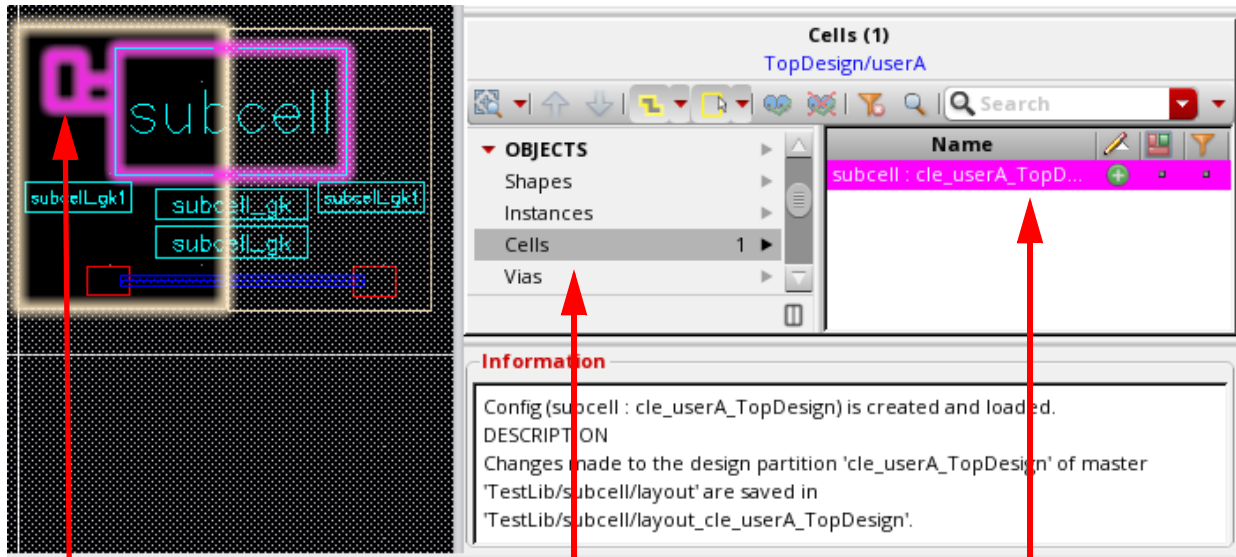 subcell
subcell_gk1
subcell_gk
subcell_gk1
subcell_gk
Cells (1)
TopDesign/userA
Search
OBJECTS
Shapes
Instances
Cells 1
Vias
Name
subcell : cle_userA_TopD...
Information
Config (subcell : cle_userA_TopDesign) is created and loaded.
DESCRIPTION
Changes made to the design partition 'cle_userA_TopDesign' of master
'TestLib/subcell/layout' are saved in
'TestLib/subcell/layout_cle_userA_TopDesign'.